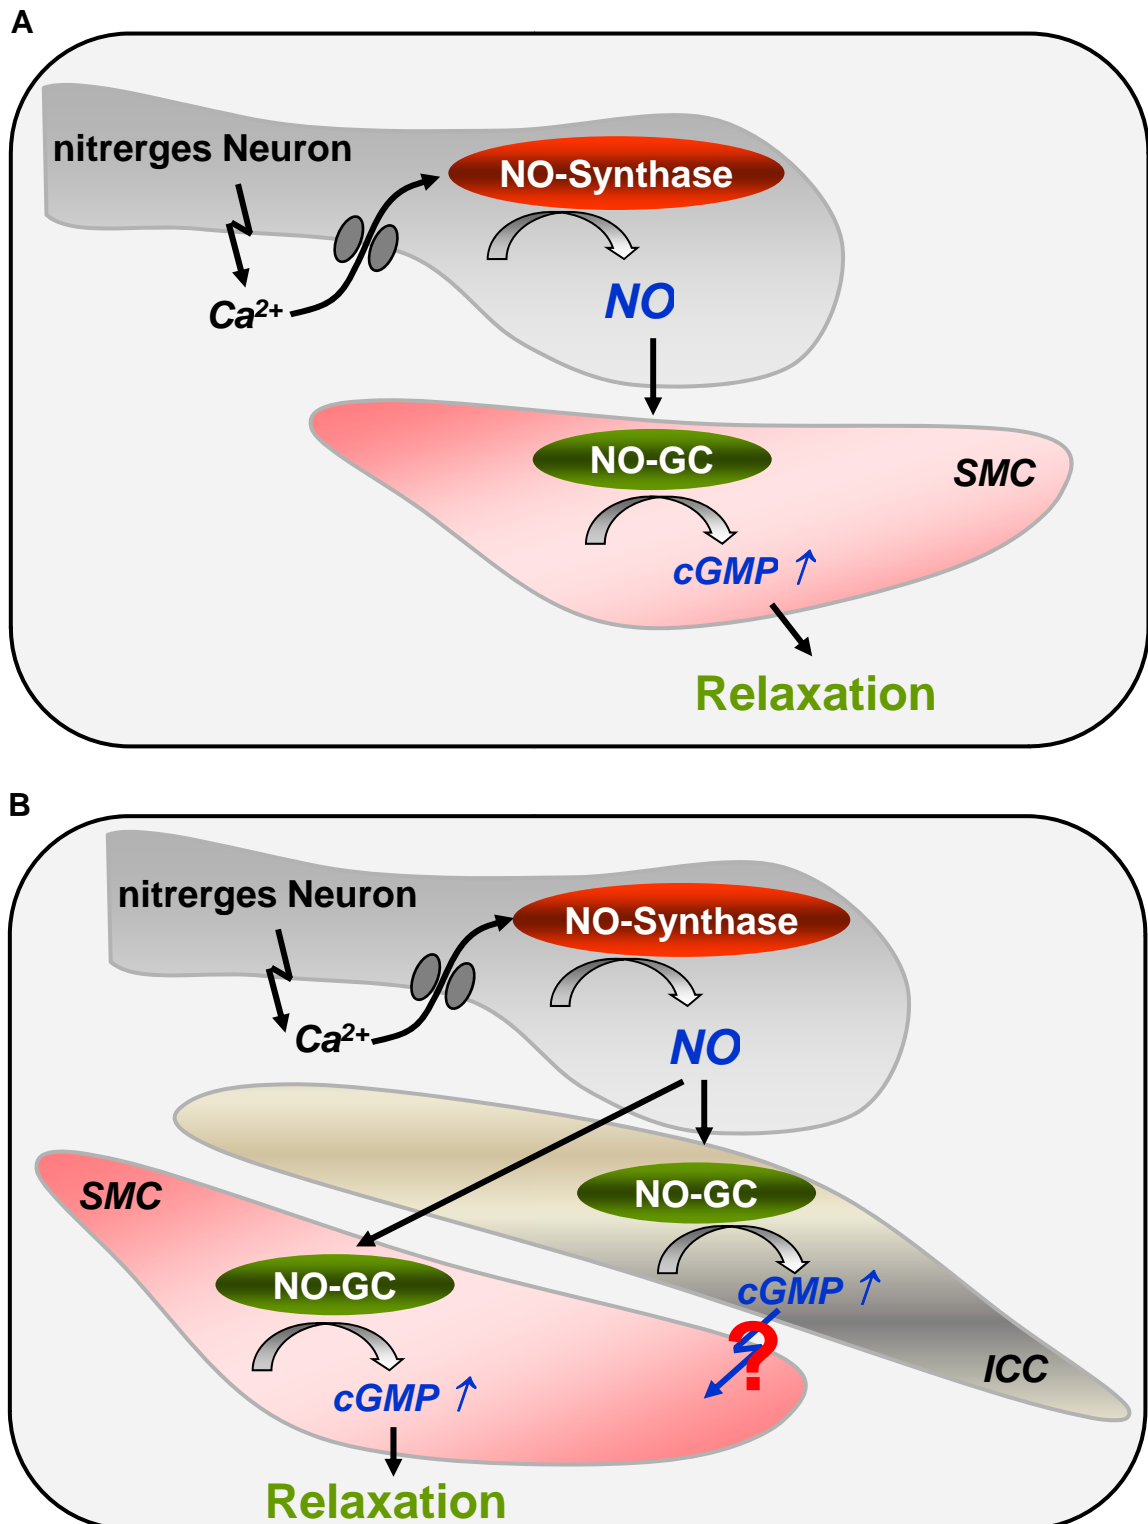 A
nitrerges Neuron
NO-Synthase
Ca2+
NO
NO-GC
SMC
cGMP ↑
Relaxation
B
nitrerges Neuron
NO-Synthase
Ca2+
NO
SMC
NO-GC
NO-GC
cGMP ↑
?
ICC
cGMP ↑
Relaxation